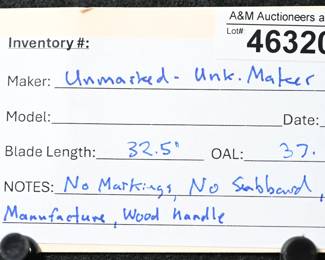 A&M Auctioneers a
Lot# 46320
Inventory #:
Maker: Unmarked - Unk. Maker
Model: Date:
Blade Length: 32.5" OAL: 37.
NOTES: No Markings, No Scabbard,
Manufacture, Wood Handle